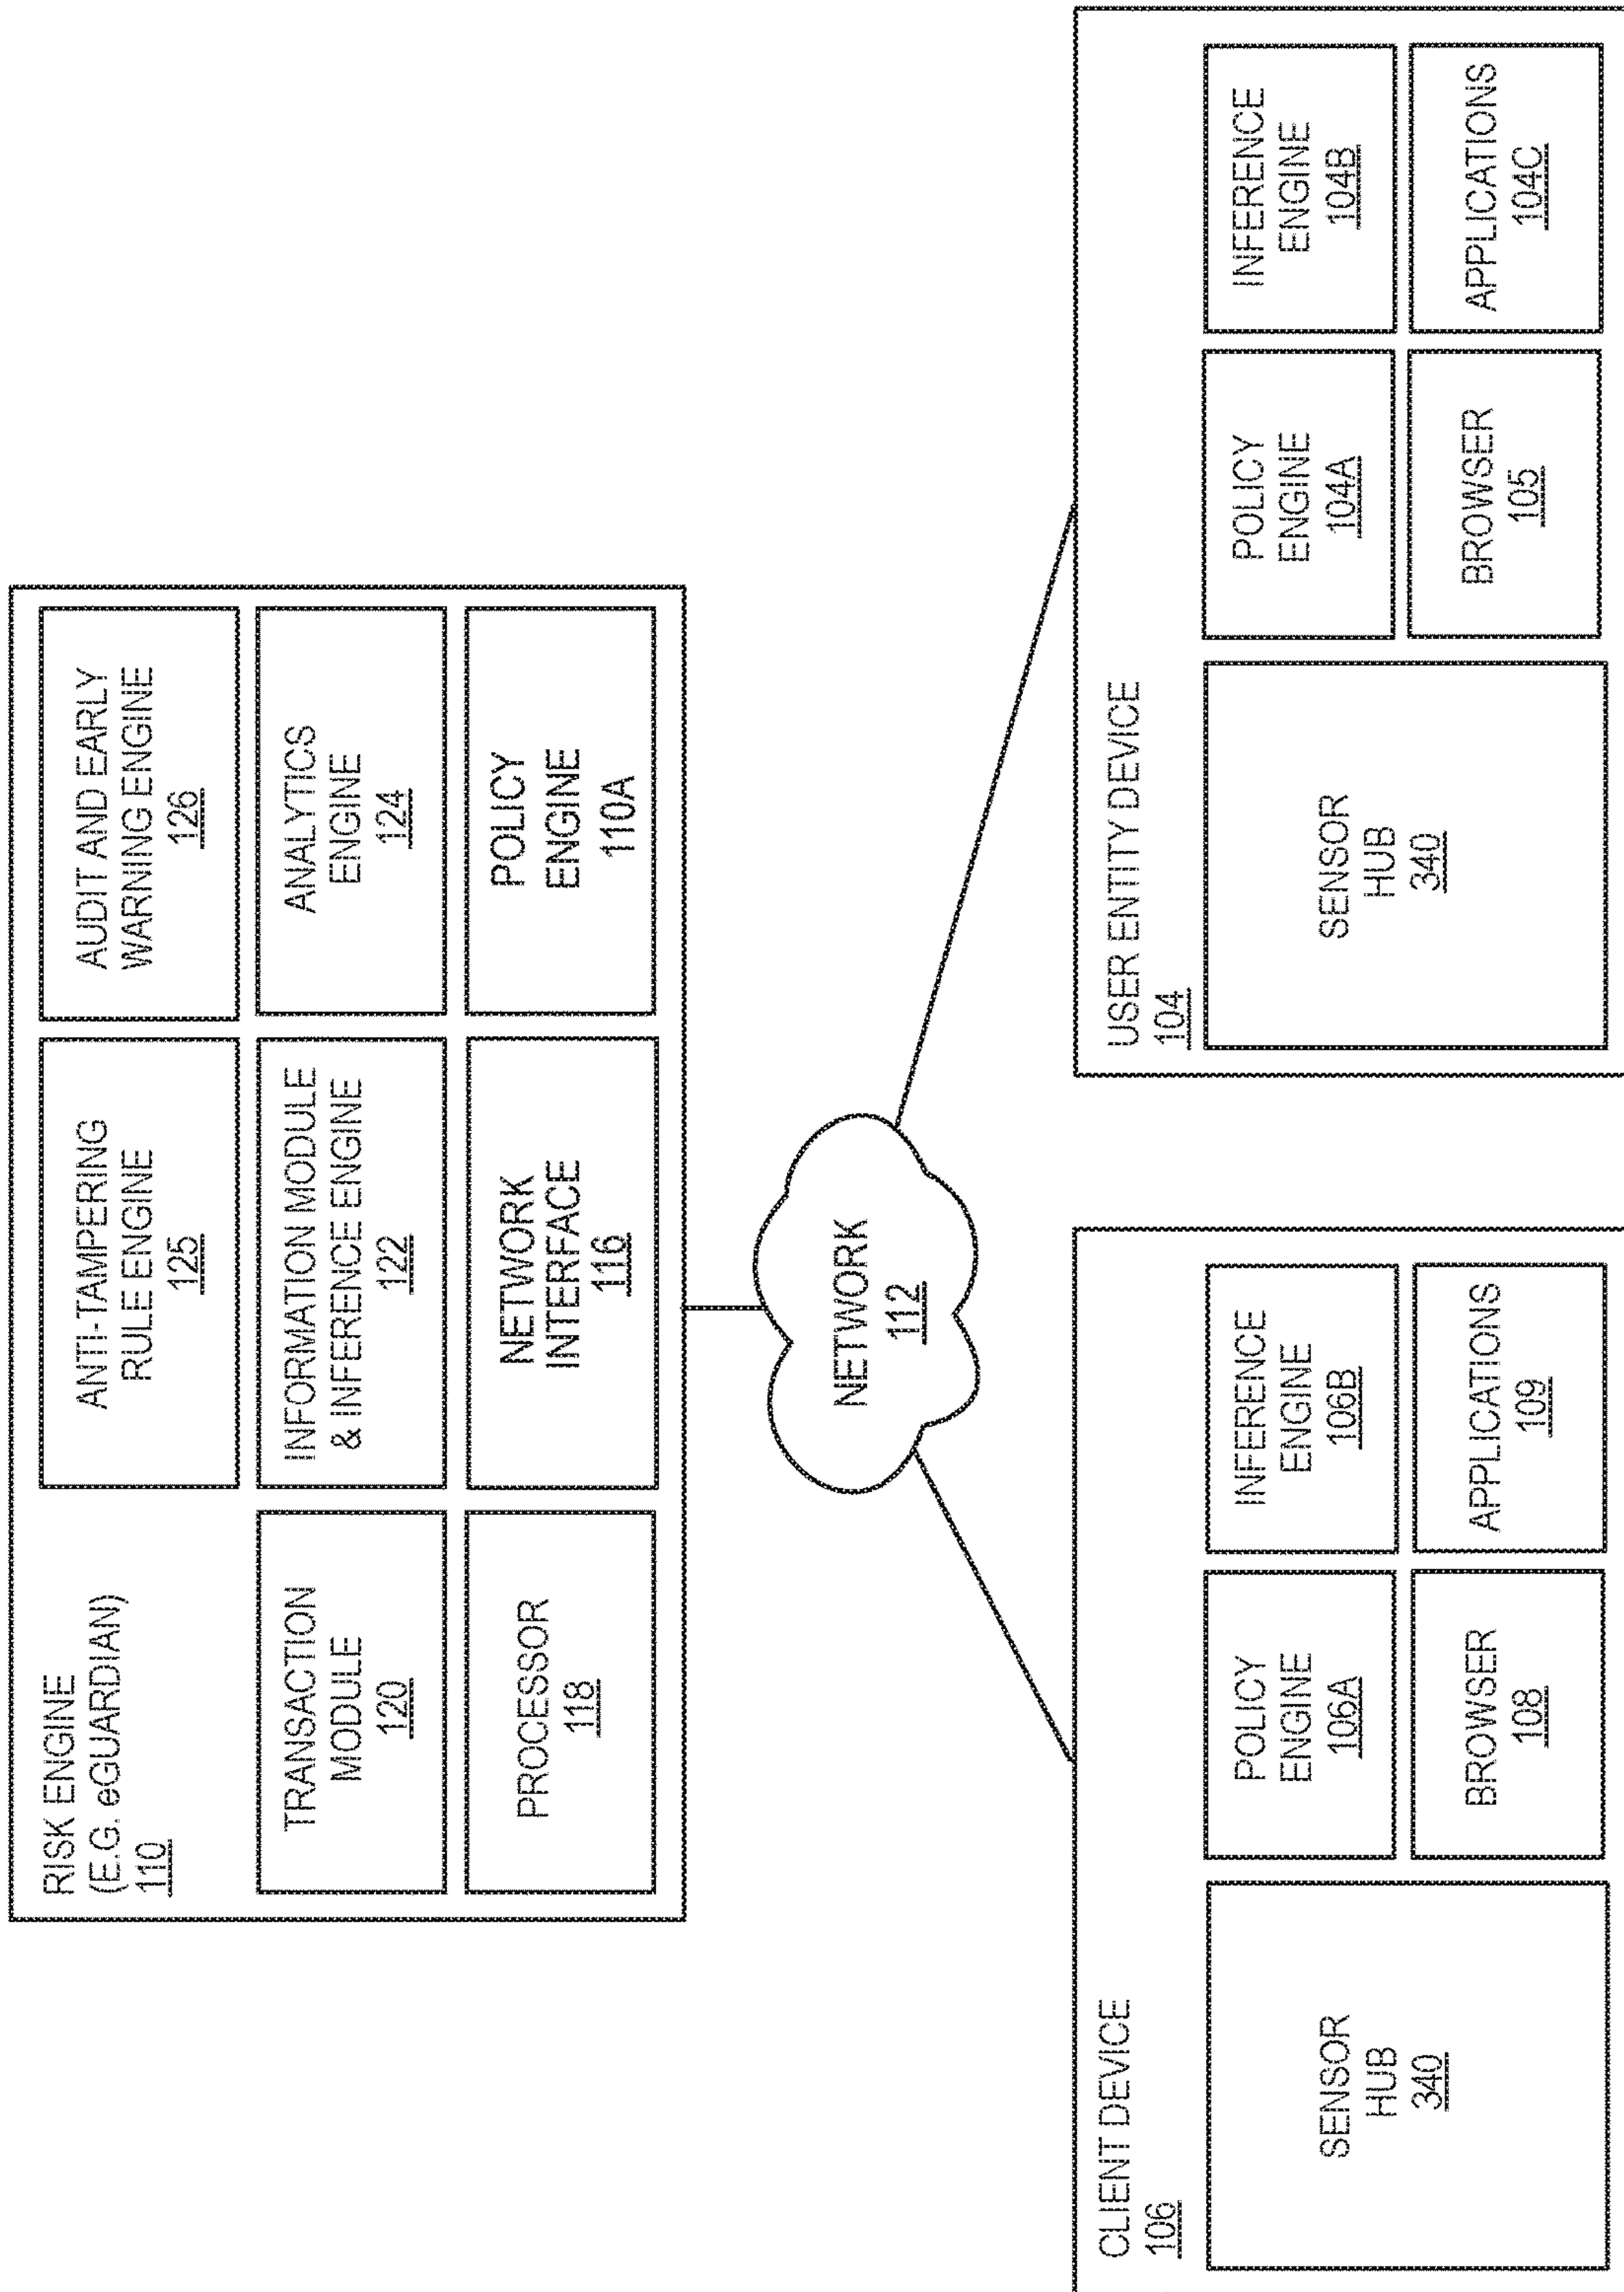 RISK ENGINE
(E.G. eGUARDIAN)
110
ANTI-TAMPERING
RULE ENGINE
125
AUDIT AND EARLY
WARNING ENGINE
126
TRANSACTION
MODULE
120
INFORMATION MODULE
& INFERENCE ENGINE
122
ANALYTICS
ENGINE
124
PROCESSOR
118
NETWORK
INTERFACE
116
POLICY
ENGINE
110A
NETWORK
112
CLIENT DEVICE
106
SENSOR
HUB
340
POLICY
ENGINE
106A
INFERENCE
ENGINE
106B
BROWSER
108
APPLICATIONS
109
USER ENTITY DEVICE
104
SENSOR
HUB
340
POLICY
ENGINE
104A
INFERENCE
ENGINE
104B
BROWSER
105
APPLICATIONS
104C